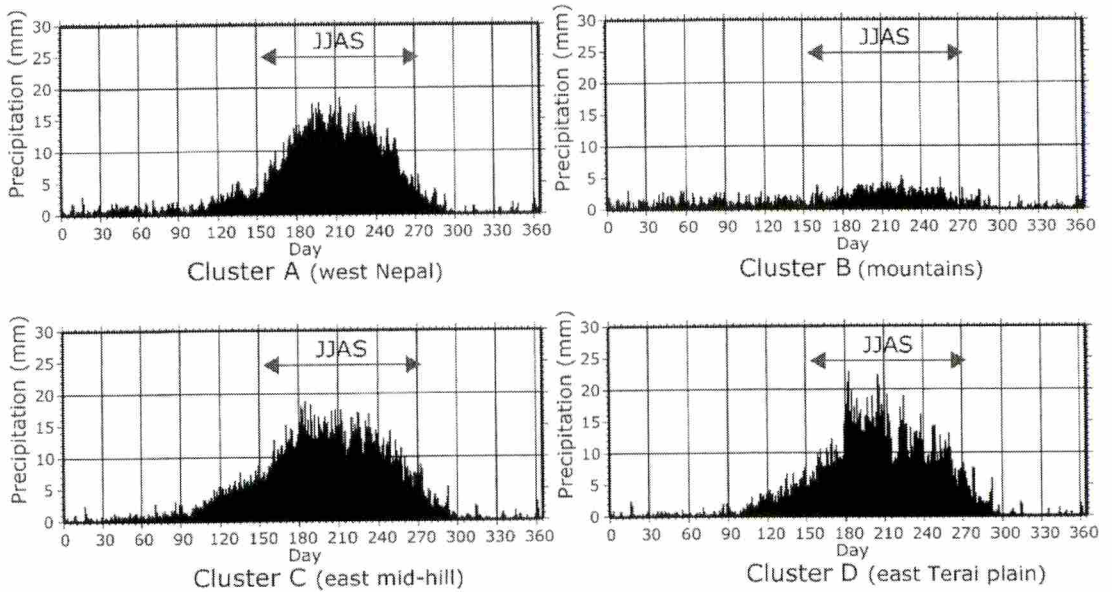 30
25
20
15
10
5
0
Precipitation (mm)
JJAS
0 30 60 90 120 150 180 210 240 270 300 330 360
Day
Cluster A (west Nepal)
30
25
20
15
10
5
0
Precipitation (mm)
JJAS
0 30 60 90 120 150 180 210 240 270 300 330 360
Day
Cluster B (mountains)
30
25
20
15
10
5
0
Precipitation (mm)
JJAS
0 30 60 90 120 150 180 210 240 270 300 330 360
Day
Cluster C (east mid-hill)
30
25
20
15
10
5
0
Precipitation (mm)
JJAS
0 30 60 90 120 150 180 210 240 270 300 330 360
Day
Cluster D (east Terai plain)